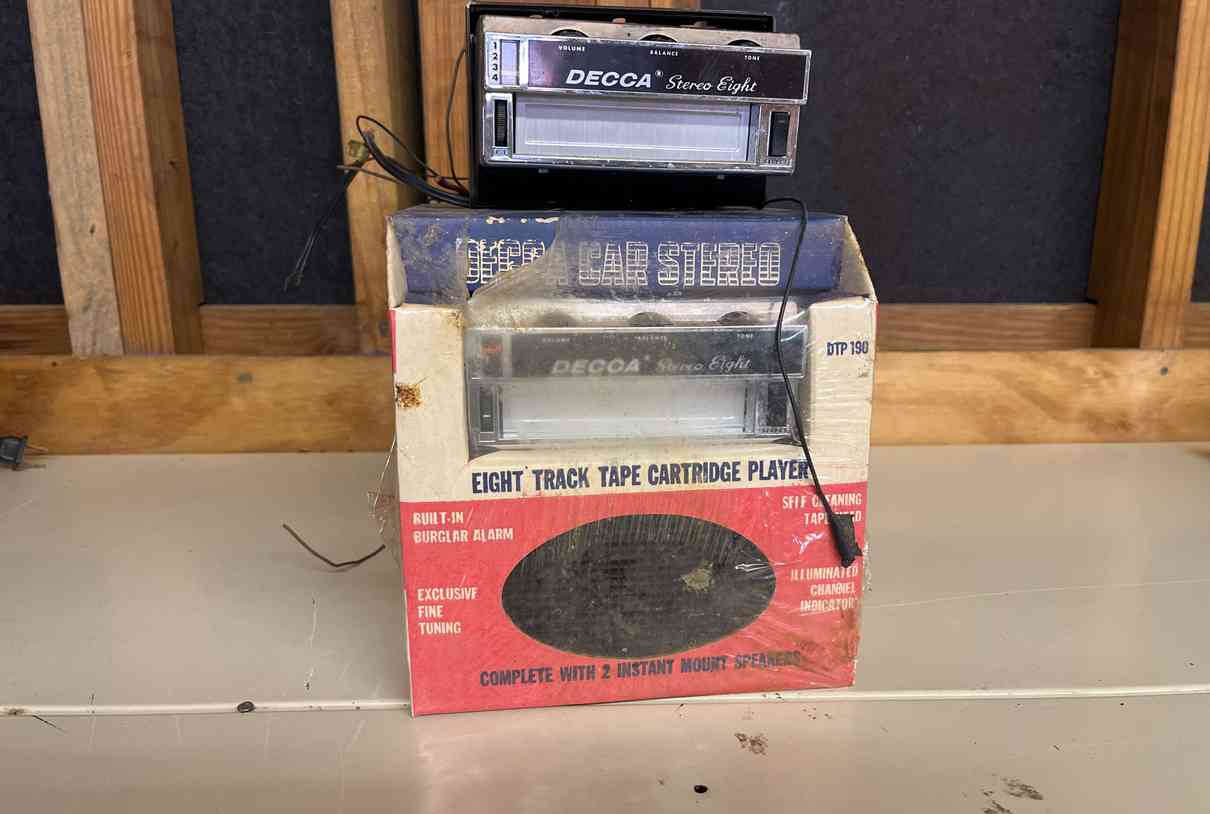 1
2
3
4
VOLUME BALANCE TONE
DECCA® Stereo Eight
DECCA CAR STEREO
VOLUME BALANCE TONE
DECCA® Stereo Eight
DTP 190
EIGHT TRACK TAPE CARTRIDGE PLAYER
BUILT-IN
BURGLAR ALARM
SELF CLEANING
TAPE HEAD
EXCLUSIVE
FINE
TUNING
ILLUMINATED
CHANNEL
INDICATOR
COMPLETE WITH 2 INSTANT MOUNT SPEAKERS